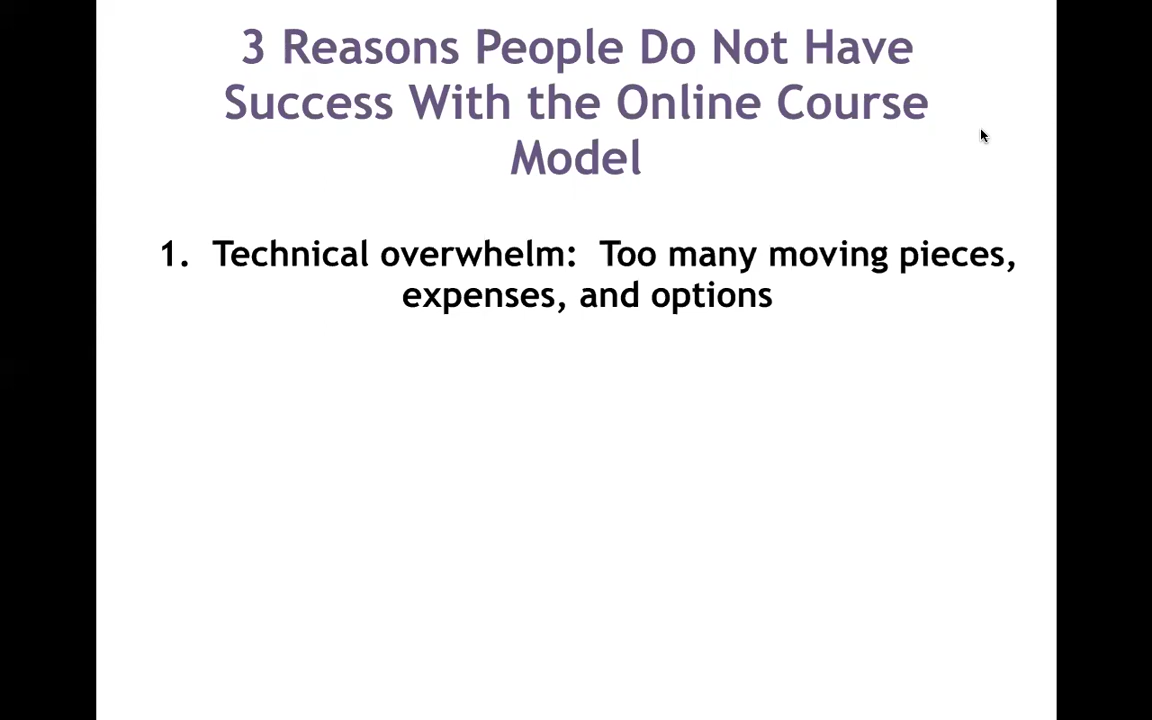 3 Reasons People Do Not Have
Success With the Online Course
Model
1. Technical overwhelm: Too many moving pieces,
expenses, and options